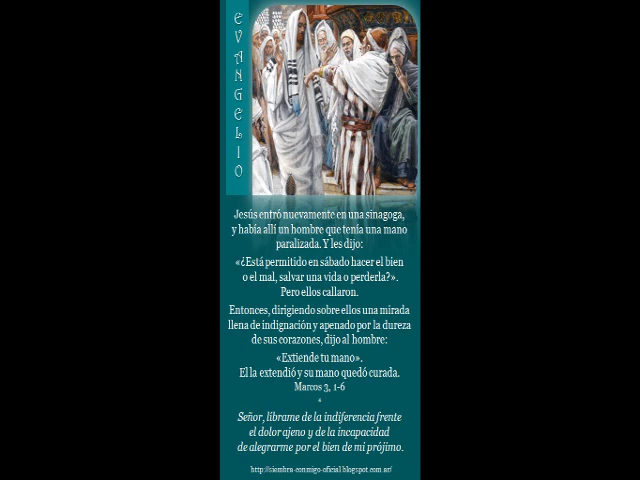 EVANGELIO
Jesús entró nuevamente en una sinagoga,
y había allí un hombre que tenía una mano
paralizada. Y les dijo:
«¿Está permitido en sábado hacer el bien
o el mal, salvar una vida o perderla?».
Pero ellos callaron.
Entonces, dirigiendo sobre ellos una mirada
llena de indignación y apenado por la dureza
de sus corazones, dijo al hombre:
«Extiende tu mano».
El la extendió y su mano quedó curada.
Marcos 3, 1-6
*
Señor, líbrame de la indiferencia frente
el dolor ajeno y de la incapacidad
de alegrarme por el bien de mi prójimo.
http://siembra-conmigo-oficial.blogspot.com.ar/